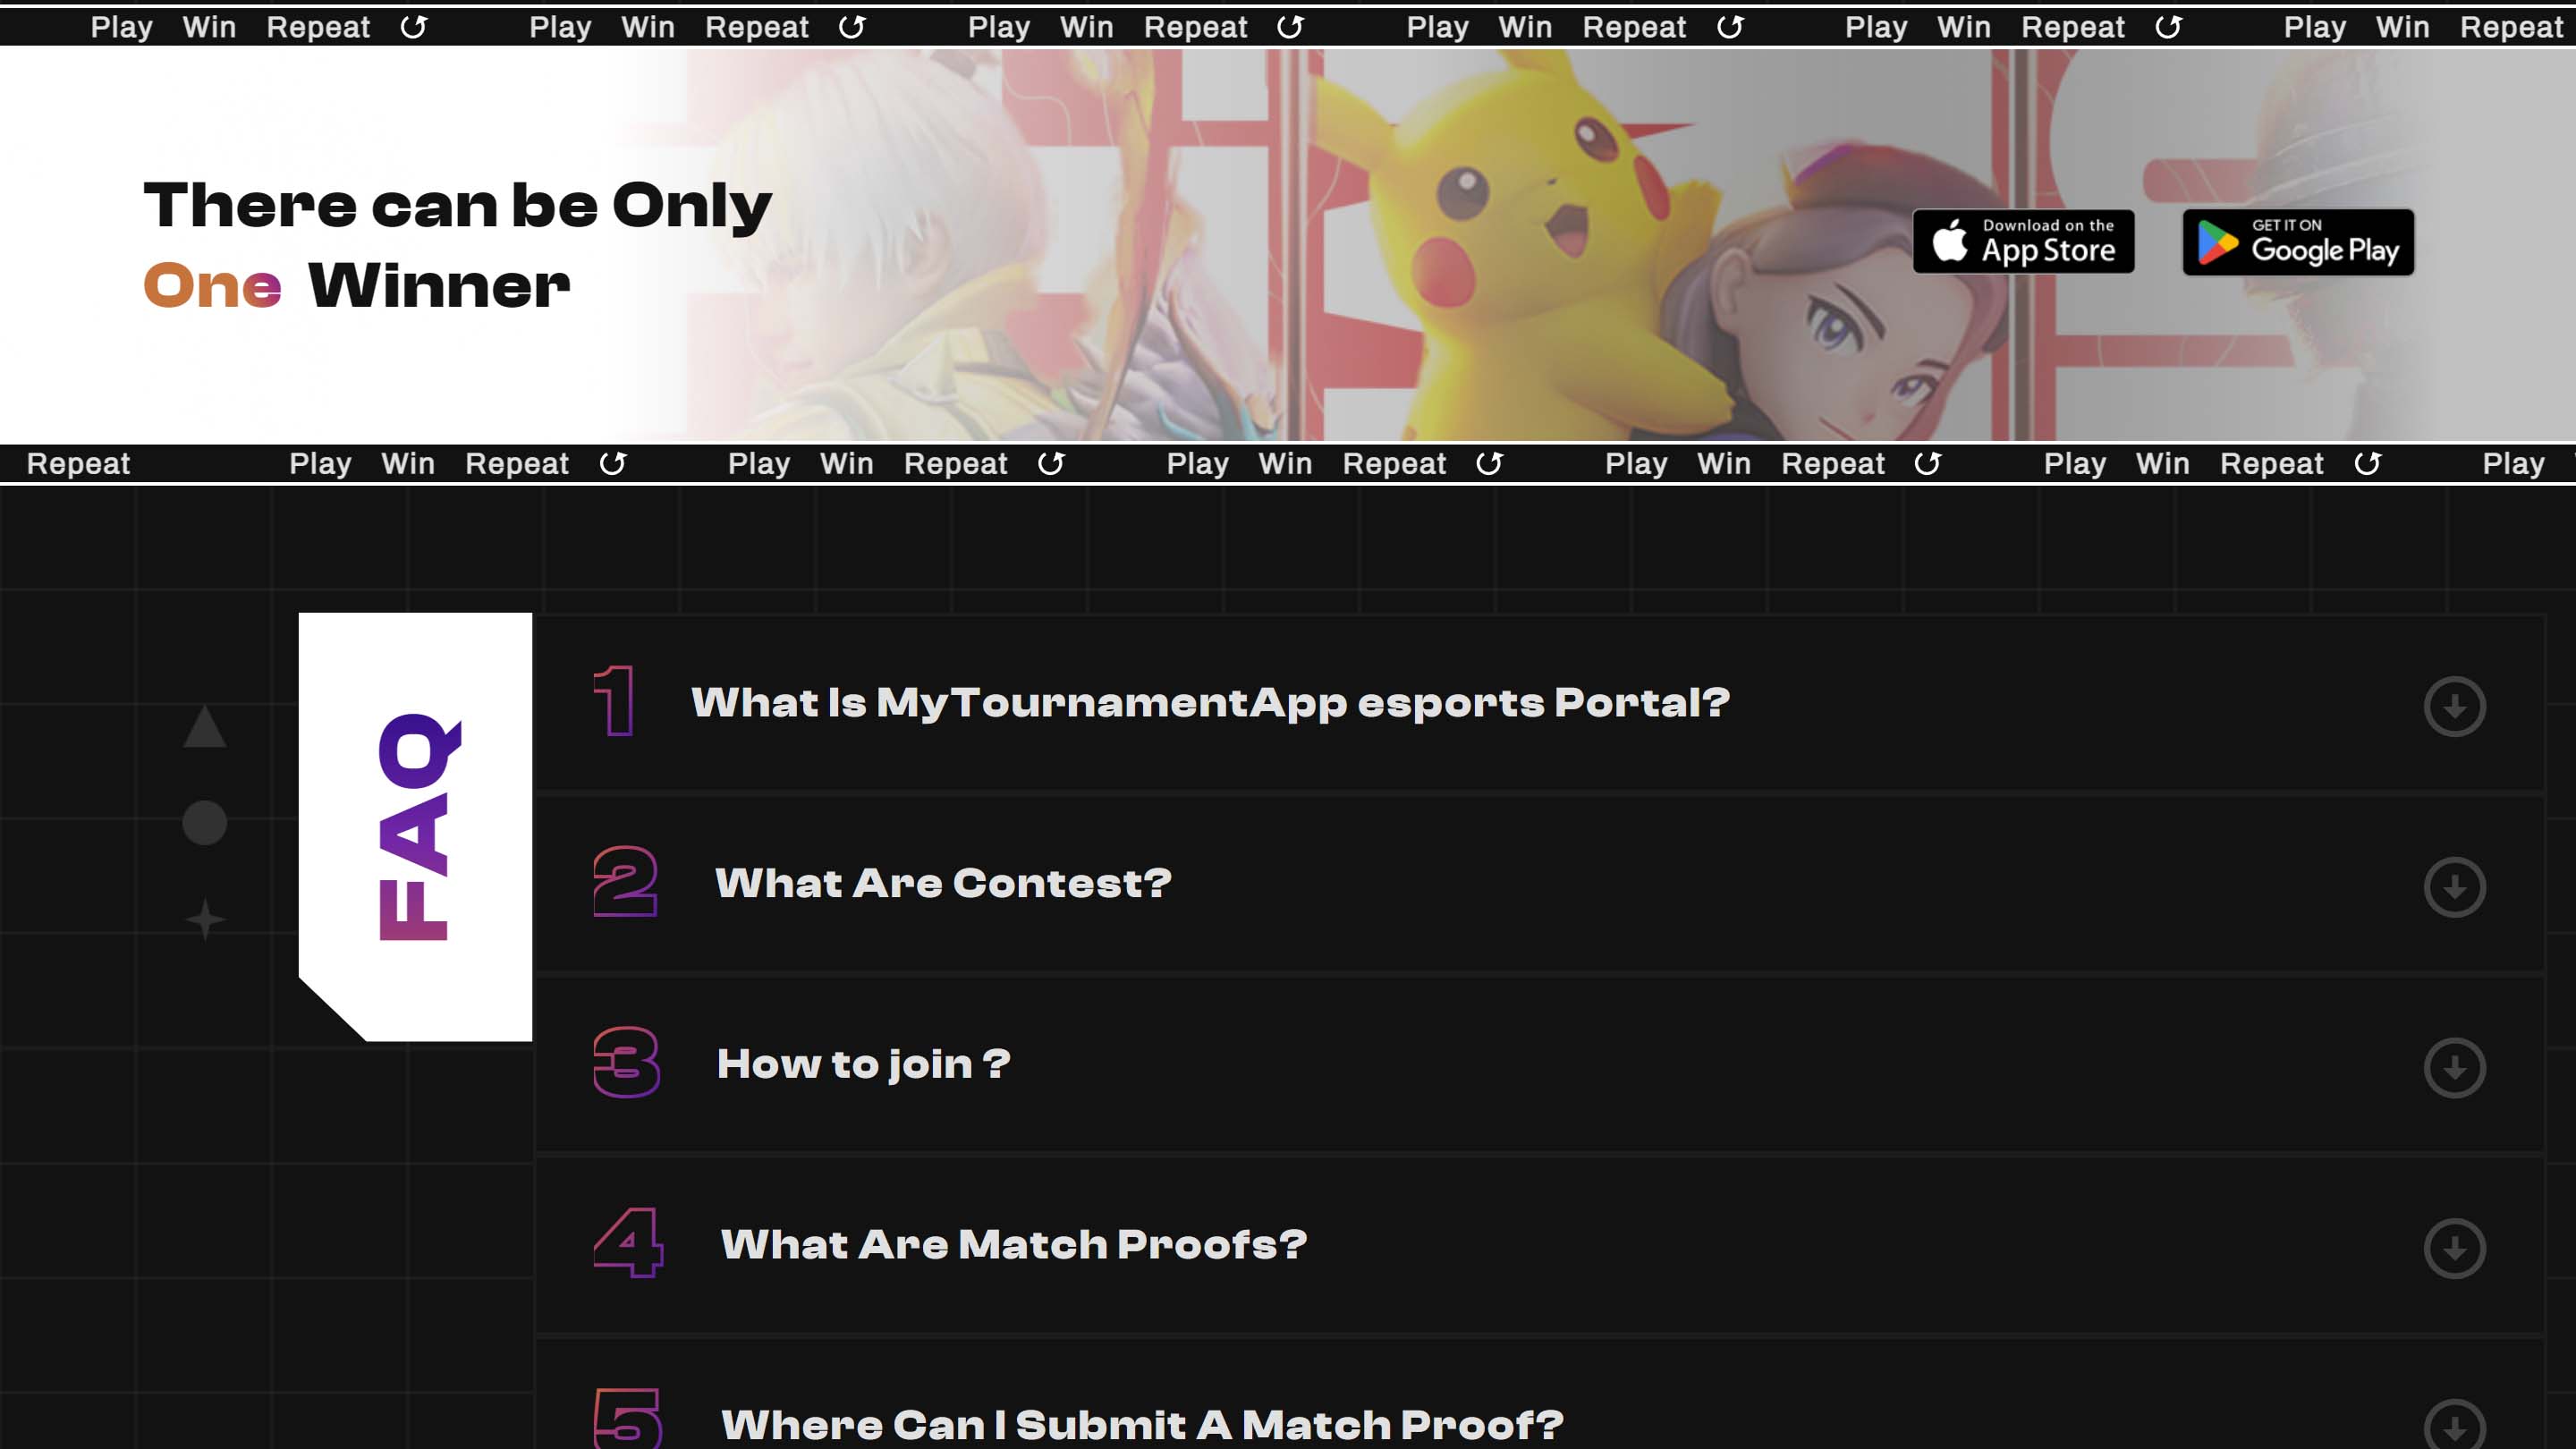 Play Win Repeat Play Win Repeat Play Win Repeat Play Win Repeat Play Win Repeat Play Win Repeat
There can be Only
One Winner
Download on the
App Store
GET IT ON
Google Play
Repeat Play Win Repeat Play Win Repeat Play Win Repeat Play Win Repeat Play Win Repeat Play
FAQ
1 What Is MyTournamentApp esports Portal?
2 What Are Contest?
3 How to join ?
4 What Are Match Proofs?
5 Where Can I Submit A Match Proof?